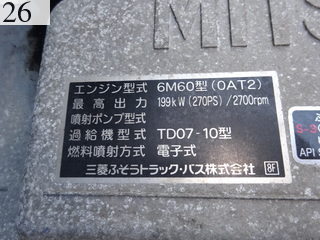 26
MITS
エンジン型式 6M60型(0AT2)
最高出力 199kW(270PS)/2700rpm
噴射ポンプ型式
過給機型式 TD07-10型
燃料噴射方式 電子式
三菱ふそうトラック・バス株式会社 8F
S-3
API